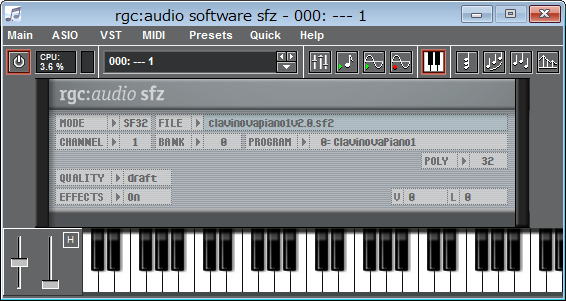 rgc:audio software sfz - 000: --- 1
Main ASIO VST MIDI Presets Quick Help
CPU: 3.6 % 000: --- 1
rgc:audio sfz
MODE SF32 FILE clavinovapiano1v2.0.sf2
CHANNEL 1 BANK 0 PROGRAM 0= ClavinovaPiano1
POLY 32
QUALITY draft
EFFECTS On V 0 L 0
H